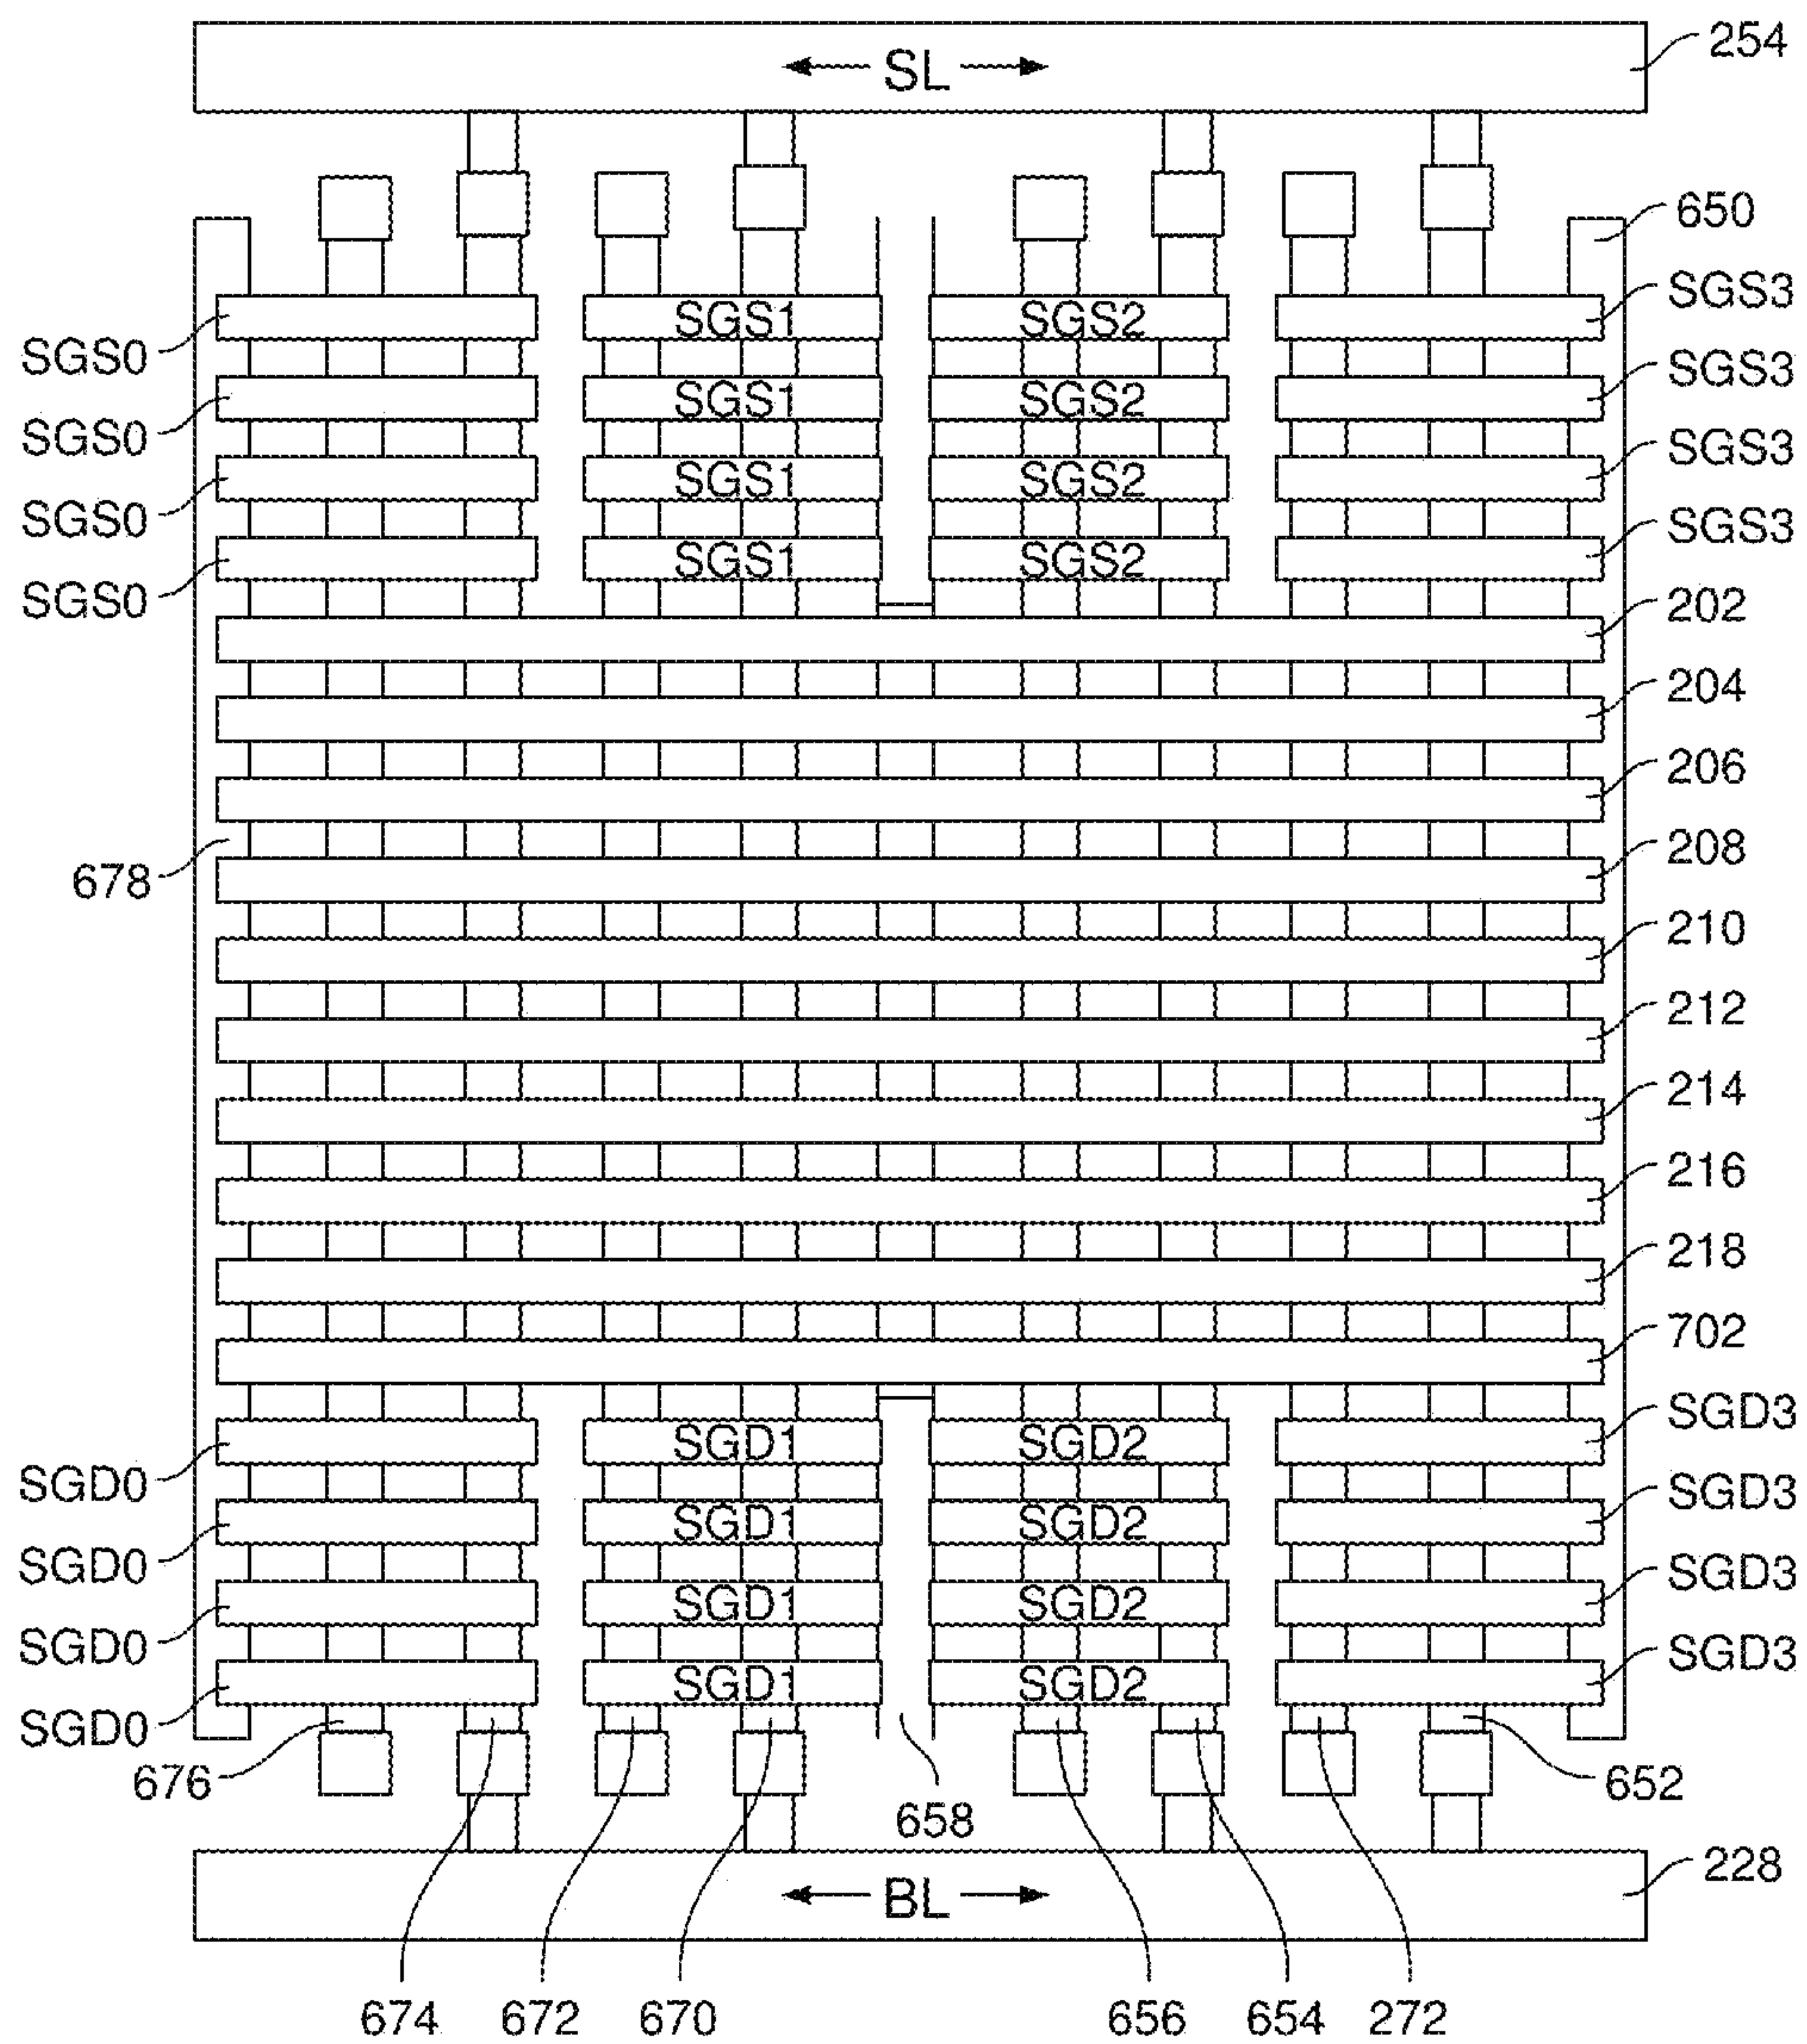 254
SL
650
SGS3
SGS0 SGS1 SGS2
SGS3
SGS0 SGS1 SGS2
SGS3
SGS0 SGS1 SGS2
SGS3
SGS0 SGS1 SGS2
202
204
206
208
678
210
212
214
216
218
702
SGD3
SGD0 SGD1 SGD2
SGD3
SGD0 SGD1 SGD2
SGD3
SGD0 SGD1 SGD2
SGD3
SGD0 SGD1 SGD2
676 652
658
228
BL
674 672 670 656 654 272